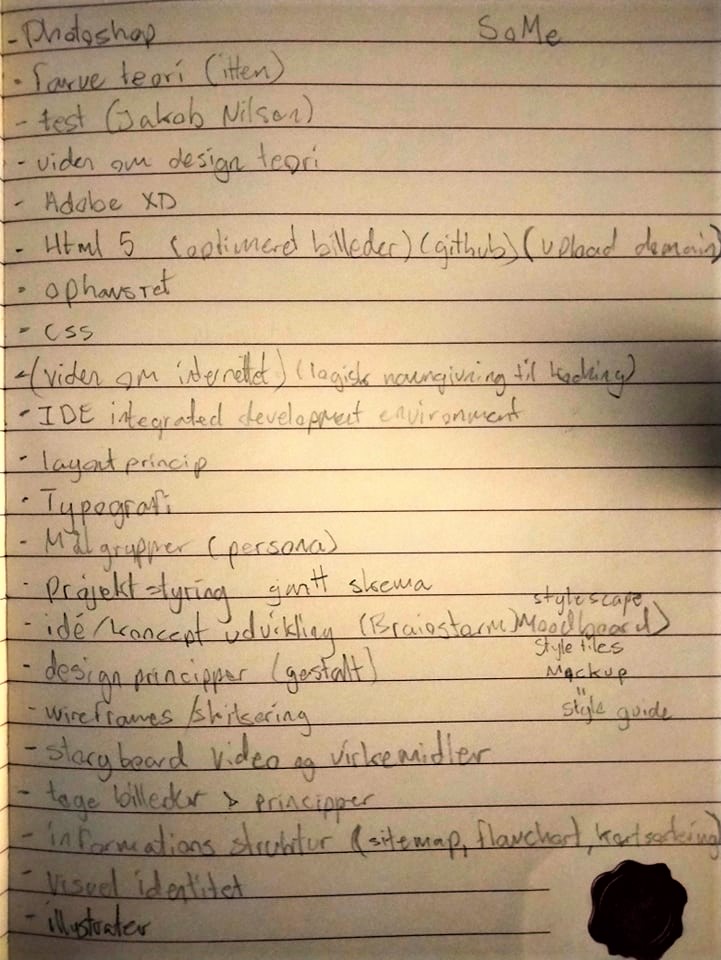 - Photoshop SoMe
- Farve teori (itten)
- test (Jakob Nilson)
- viden om design teori
- Adobe XD
- Html 5 (optimeret billeder) (github) (upload domain)
- ophavsret
- CSS
- (viden om internettet) (logisk navngivning til kodning)
- IDE integrated development environment
- layout princip
- Typografi
- Målgrupper (persona)
- Projekt styring gantt skema
stylescape
- idé/koncept udvikling (Brainstorm) Moodboard)
Style tiles
- design principper (gestalt) Mockup
- wireframes /skitsering style guide
- storyboard video og virkemidler
- tage billeder > principper
- informations struktur (sitemap, flowchart, kortsortering)
- Visuel identitet
- illystrater